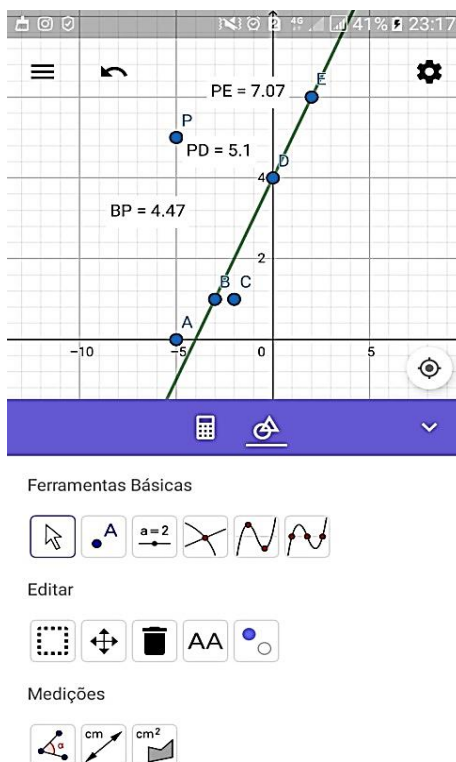 4G 41% 23:17
PE = 7.07 E
P
PD = 5.1 D
4
BP = 4.47
2
B C
A
-10 -5 0 5
Ferramentas Básicas
A a=2
Editar
AA
Medições
α cm cm²